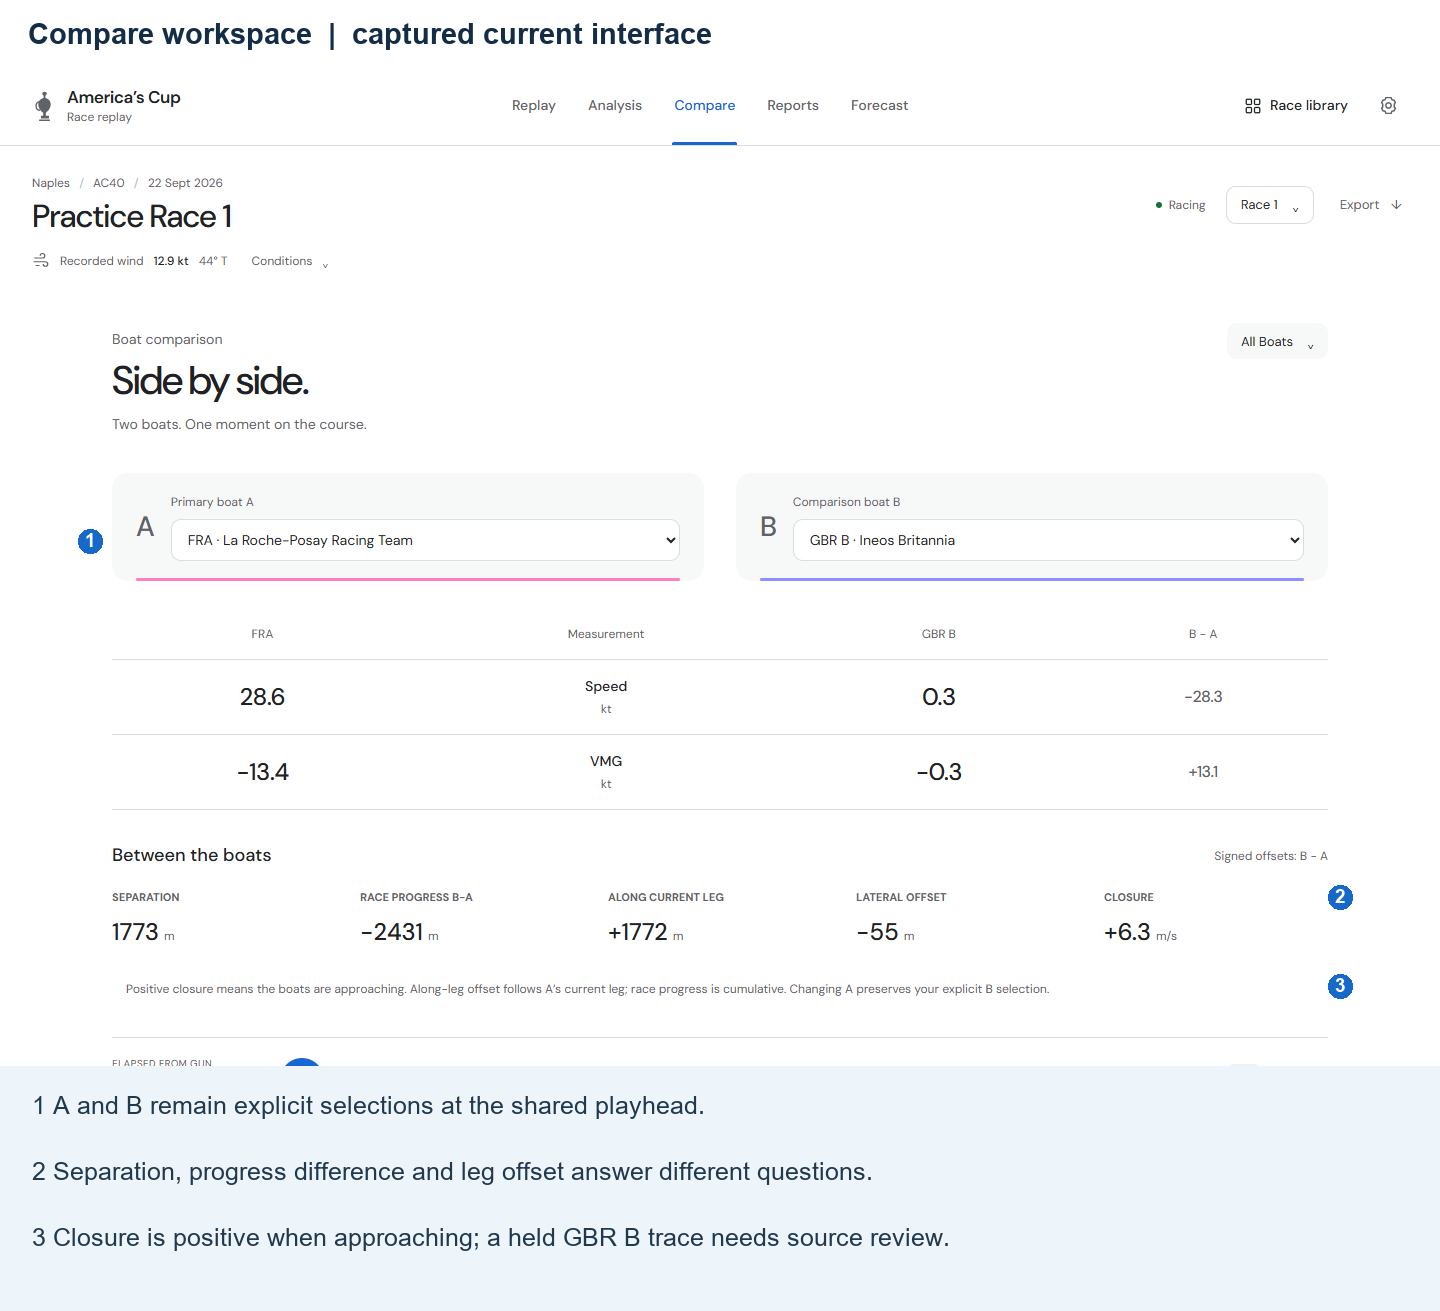 Compare workspace | captured current interface
America’s Cup
Race replay
Replay Analysis Compare Reports Forecast
Race library
Naples / AC40 / 22 Sept 2026
Practice Race 1
Racing
Race 1
Export
Recorded wind 12.9 kt 44° T Conditions
Boat comparison
All Boats
Side by side.
Two boats. One moment on the course.
A
Primary boat A
FRA · La Roche-Posay Racing Team
B
Comparison boat B
GBR B · Ineos Britannia
1
FRA Measurement GBR B B − A
28.6 Speed 0.3 −28.3
kt
−13.4 VMG −0.3 +13.1
kt
Between the boats
Signed offsets: B − A
SEPARATION RACE PROGRESS B-A ALONG CURRENT LEG LATERAL OFFSET CLOSURE
2
1773 m −2431 m +1772 m −55 m +6.3 m/s
Positive closure means the boats are approaching. Along-leg offset follows A’s current leg; race progress is cumulative. Changing A preserves your explicit B selection.
3
ELAPSED FROM GUN
1 A and B remain explicit selections at the shared playhead.
2 Separation, progress difference and leg offset answer different questions.
3 Closure is positive when approaching; a held GBR B trace needs source review.